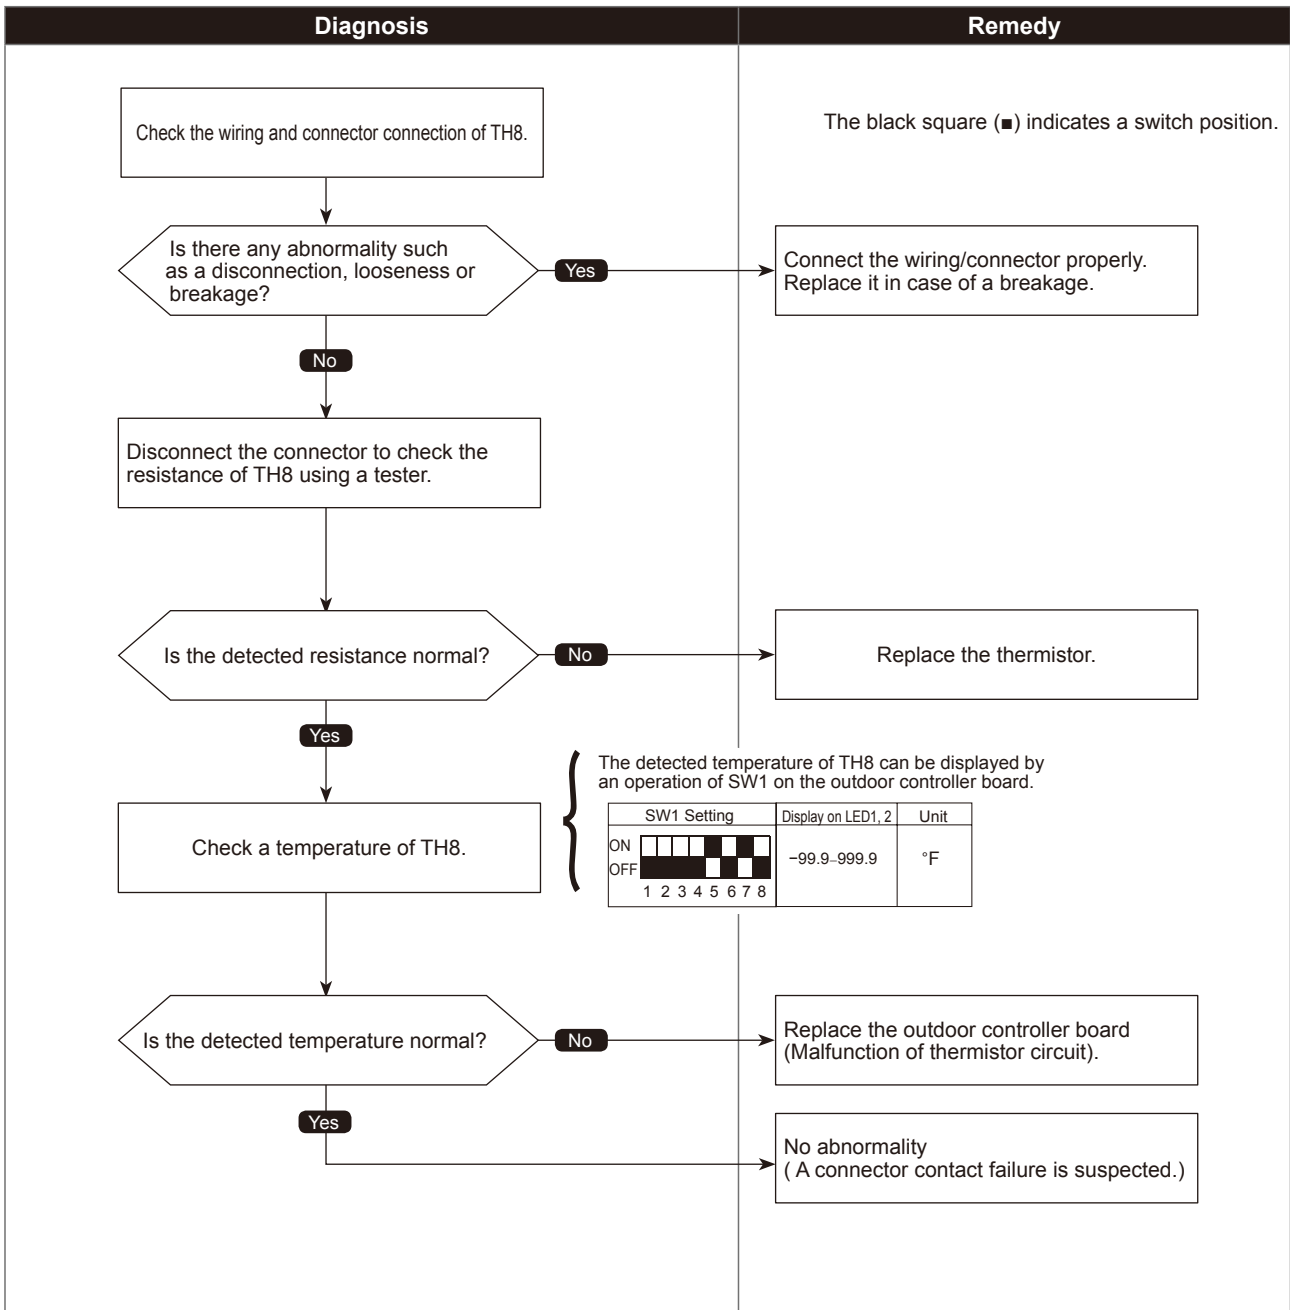 Diagnosis
Remedy
Check the wiring and connector connection of TH8.
The black square (■) indicates a switch position.
Is there any abnormality such
as a disconnection, looseness or
breakage?
Yes
Connect the wiring/connector properly.
Replace it in case of a breakage.
No
Disconnect the connector to check the
resistance of TH8 using a tester.
Is the detected resistance normal?
No
Replace the thermistor.
Yes
The detected temperature of TH8 can be displayed by
an operation of SW1 on the outdoor controller board.
SW1 Setting
Display on LED1, 2
Unit
ON
OFF
1 2 3 4 5 6 7 8
−99.9–999.9
°F
Check a temperature of TH8.
Is the detected temperature normal?
No
Replace the outdoor controller board
(Malfunction of thermistor circuit).
Yes
No abnormality
( A connector contact failure is suspected.)